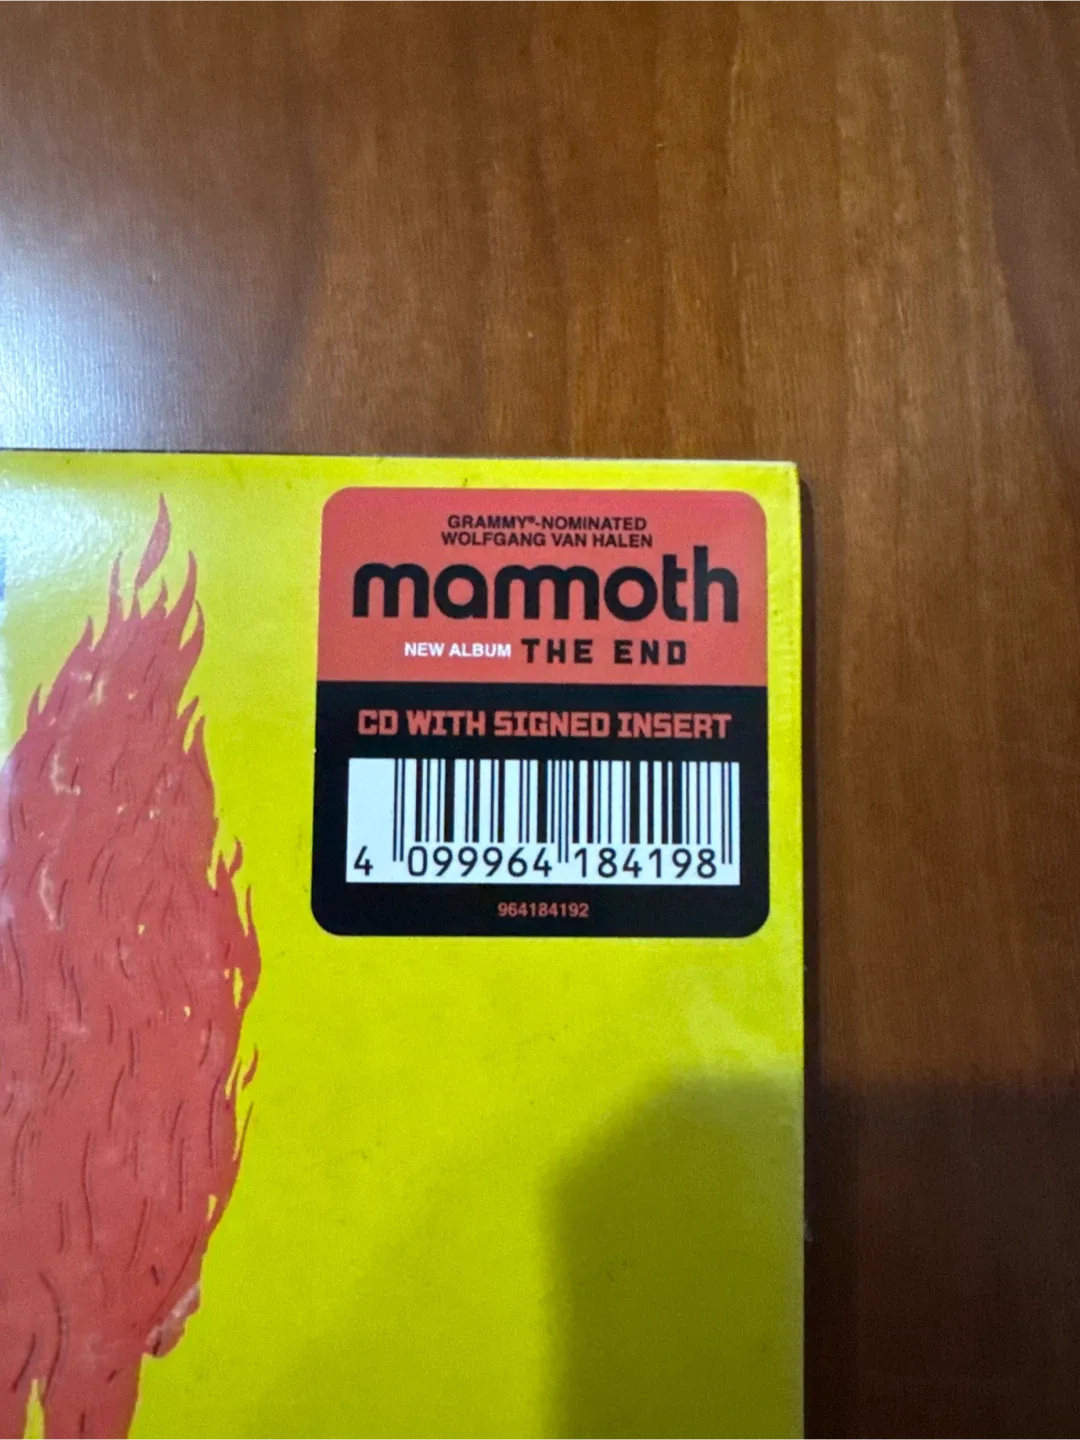 GRAMMY®-NOMINATED
WOLFGANG VAN HALEN
mammoth
NEW ALBUM THE END
CD WITH SIGNED INSERT
4 099964 184198
964184192